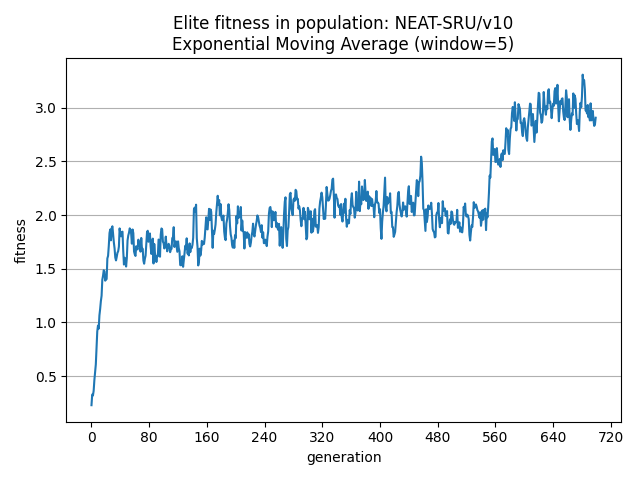 Elite fitness in population: NEAT-SRU/v10
Exponential Moving Average (window=5)
fitness
3.0
2.5
2.0
1.5
1.0
0.5
0 80 160 240 320 400 480 560 640 720
generation